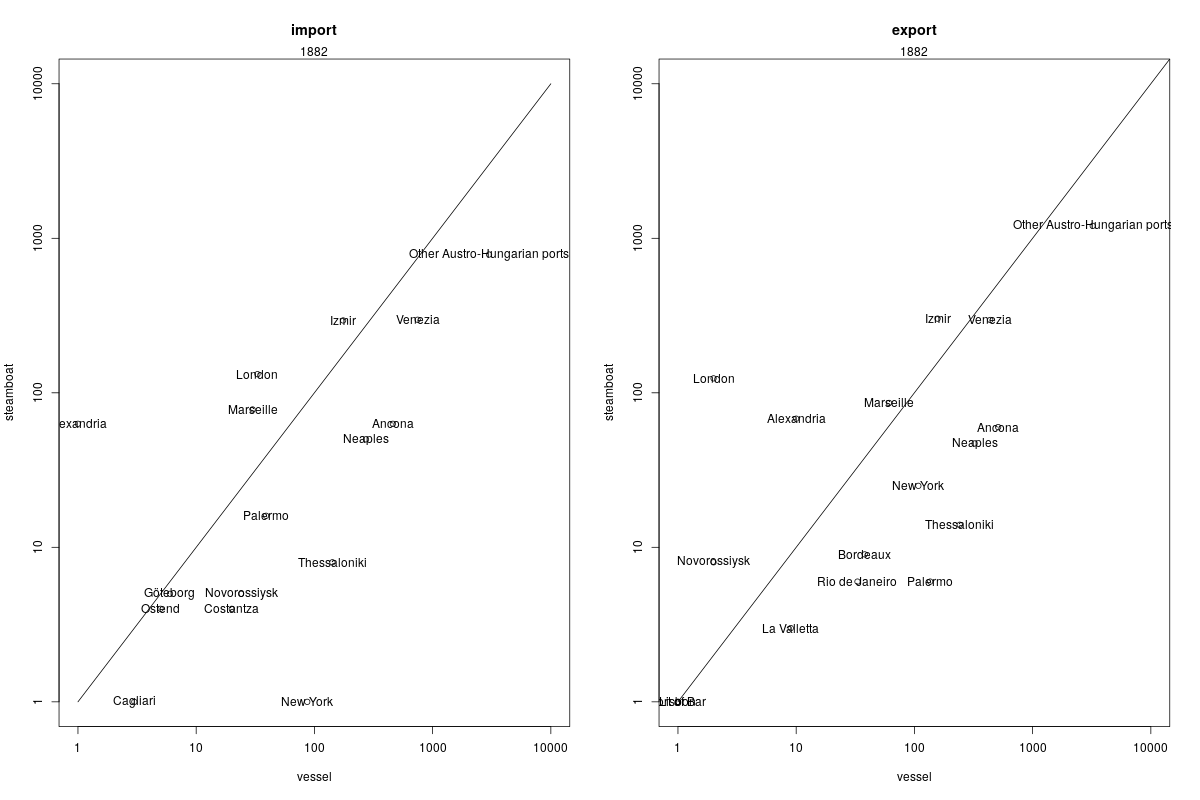 import
1882
10000
1000
100
10
1
steamboat
Other Austro-Hungarian ports
Izmir
Venezia
London
Marseille
exandria
Ancona
Neaples
Palermo
Thessaloniki
Göteborg
Novorossiysk
Ostend
Costantza
Cagliari
New York
1
10
100
1000
10000
vessel
export
1882
10000
1000
100
10
1
steamboat
Other Austro-Hungarian ports
Izmir
Venezia
London
Marseille
Alexandria
Ancona
Neaples
New York
Thessaloniki
Bordeaux
Novorossiysk
Rio de Janeiro
Palermo
La Valletta
1
10
100
1000
10000
vessel